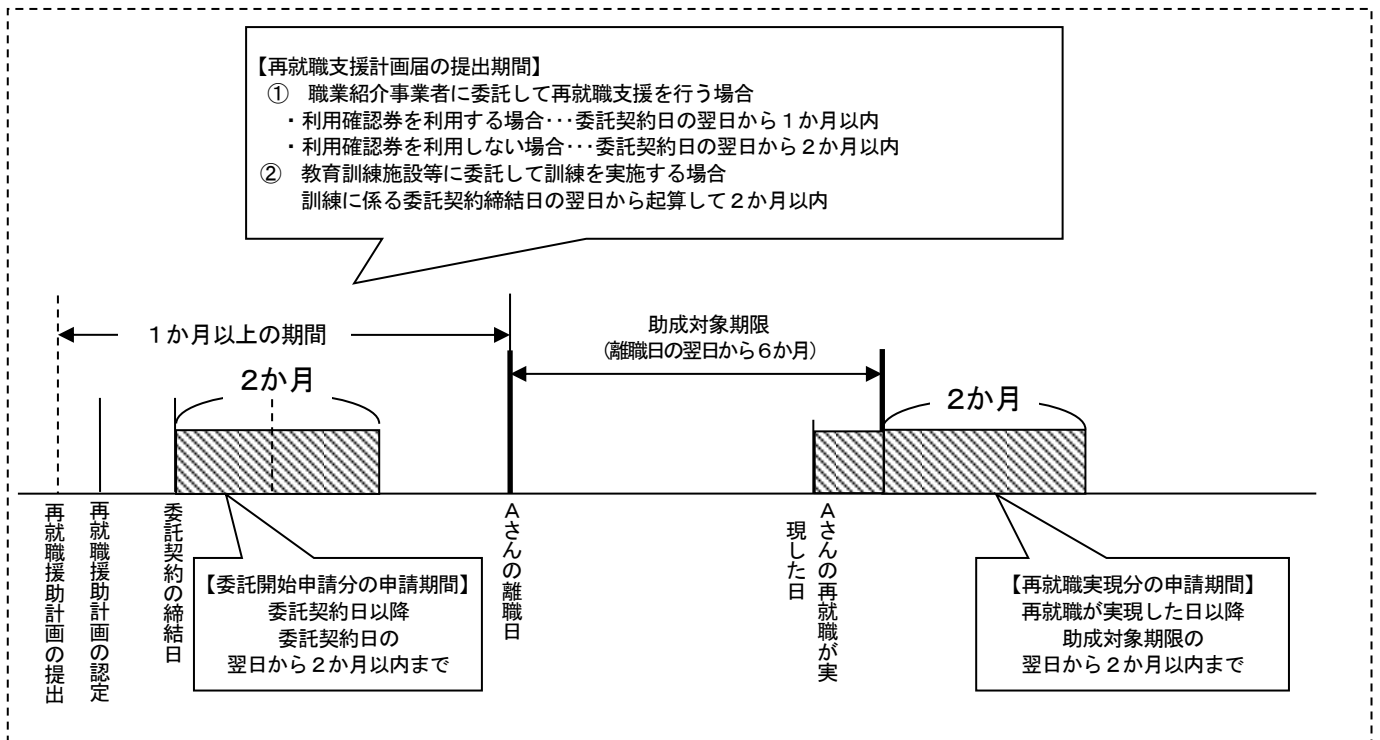 【再就職支援計画届の提出期間】
① 職業紹介事業者に委託して再就職支援を行う場合
・利用確認券を利用する場合･･･委託契約日の翌日から１か月以内
・利用確認券を利用しない場合･･･委託契約日の翌日から２か月以内
② 教育訓練施設等に委託して訓練を実施する場合
訓練に係る委託契約締結日の翌日から起算して２か月以内
１か月以上の期間
助成対象期限
（離職日の翌日から６か月）
２か月
２か月
再就職援助計画の提出
再就職援助計画の認定
委託契約の締結日
Ａさんの離職日
Ａさんの再就職が実
現した日
【委託開始申請分の申請期間】
委託契約日以降
委託契約日の
翌日から２か月以内まで
【再就職実現分の申請期間】
再就職が実現した日以降
助成対象期限の
翌日から２か月以内まで